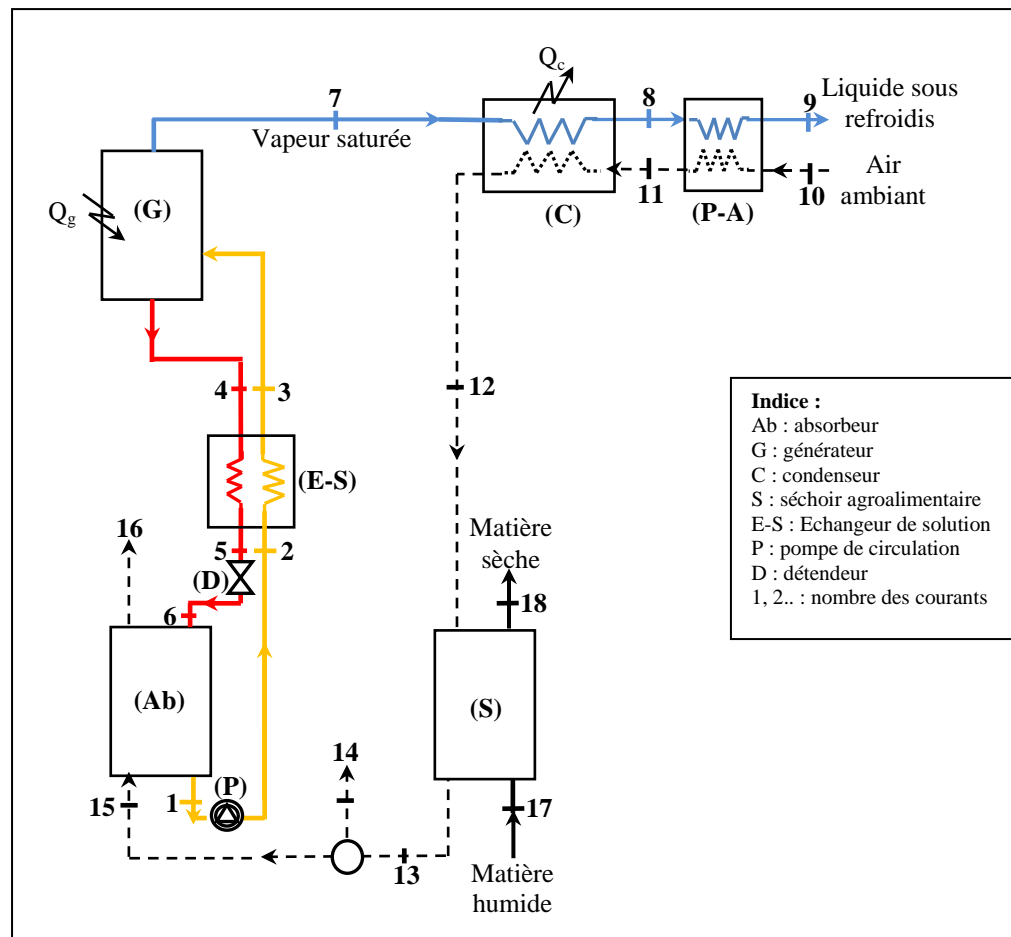 Q_c
7
8
9
Liquide sous
refroidis
Vapeur saturée
11
10
Air
ambiant
(C)
(P-A)
(G)
Q_g
4
3
12
(E-S)
Indice :
Ab : absorbeur
G : générateur
C : condenseur
S : séchoir agroalimentaire
E-S : Echangeur de solution
P : pompe de circulation
D : détendeur
1, 2.. : nombre des courants
16
5
2
(D)
6
Matière
sèche
18
(Ab)
(S)
14
(P)
15
1
17
13
Matière
humide